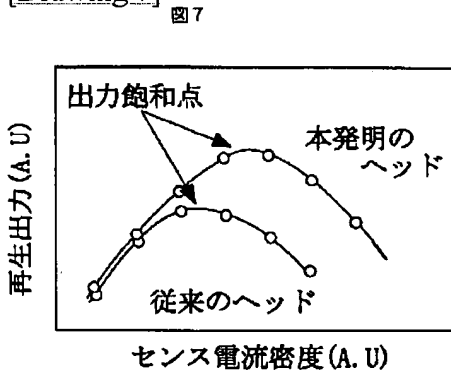 図7
出力飽和点
本発明の
ヘッド
再生出力(A.U)
従来のヘッド
センス電流密度(A.U)